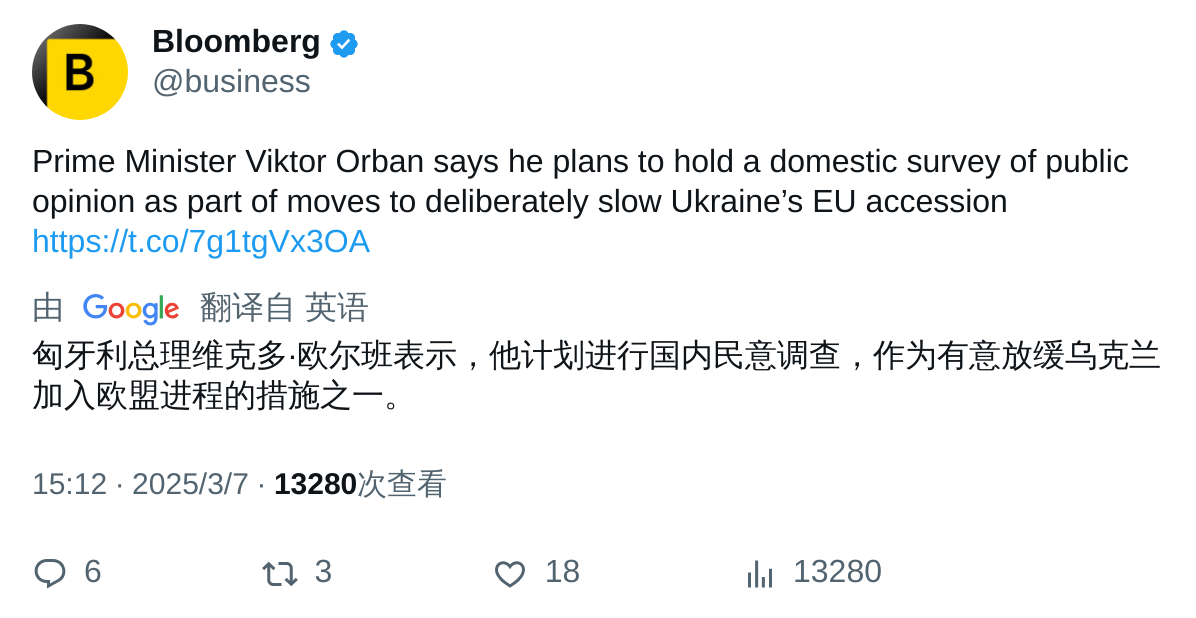 B
Bloomberg
@business
Prime Minister Viktor Orban says he plans to hold a domestic survey of public
opinion as part of moves to deliberately slow Ukraine’s EU accession
https://t.co/7g1tgVx3OA
由 Google 翻译自 英语
匈牙利总理维克多·欧尔班表示，他计划进行国内民意调查，作为有意放缓乌克兰
加入欧盟进程的措施之一。
15:12 · 2025/3/7 · 13280次查看
6 3 18 13280